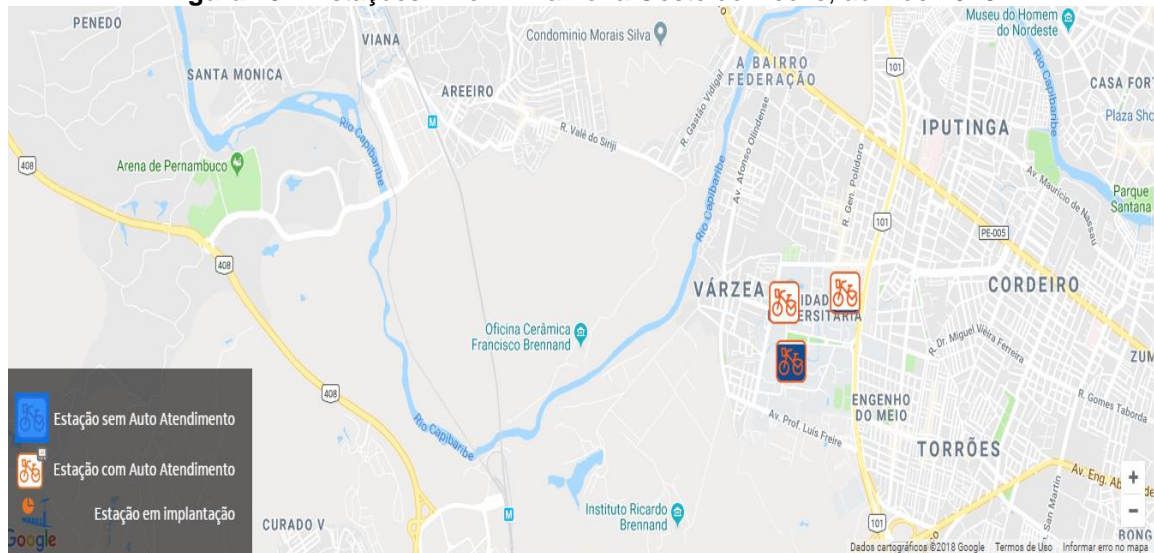 PENEDO
VIANA
Condominio Morais Silva
Museu do Homem
do Nordeste
SANTA MONICA
AREEIRO
A BAIRRO
FEDERAÇÃO
101
CASA FOR
Plaza Sho
Rio Capibaribe
M
R. Valê do Siriji
R. Gastão Vidigal
Av. Afonso Olindense
R. Gen. Polidoro
IPUTINGA
408
Arena de Pernambuco
Av. Maurício de Nassau
Parque
Santana
Rio Capibaribe
101
PE-005
408
VÁRZEA
CORDEIRO
Oficina Cerâmica
Francisco Brennand
R. Dr. Miguel Vieira Ferreira
ZUM
408
ENGENHO
DO MEIO
R. Gomes Taborda
Estação sem Auto Atendimento
Rio Capibaribe
Av. Prof. Luís Freire
TORRÕES
Estação com Auto Atendimento
Av. Eng. Ab
+
−
Estação em implantação
CURADO V
M
Instituto Ricardo
Brennand
101
R. San Martin
BONG
Google
Dados cartográficos ©2018 Google Termos de Uso Informar erro no mapa